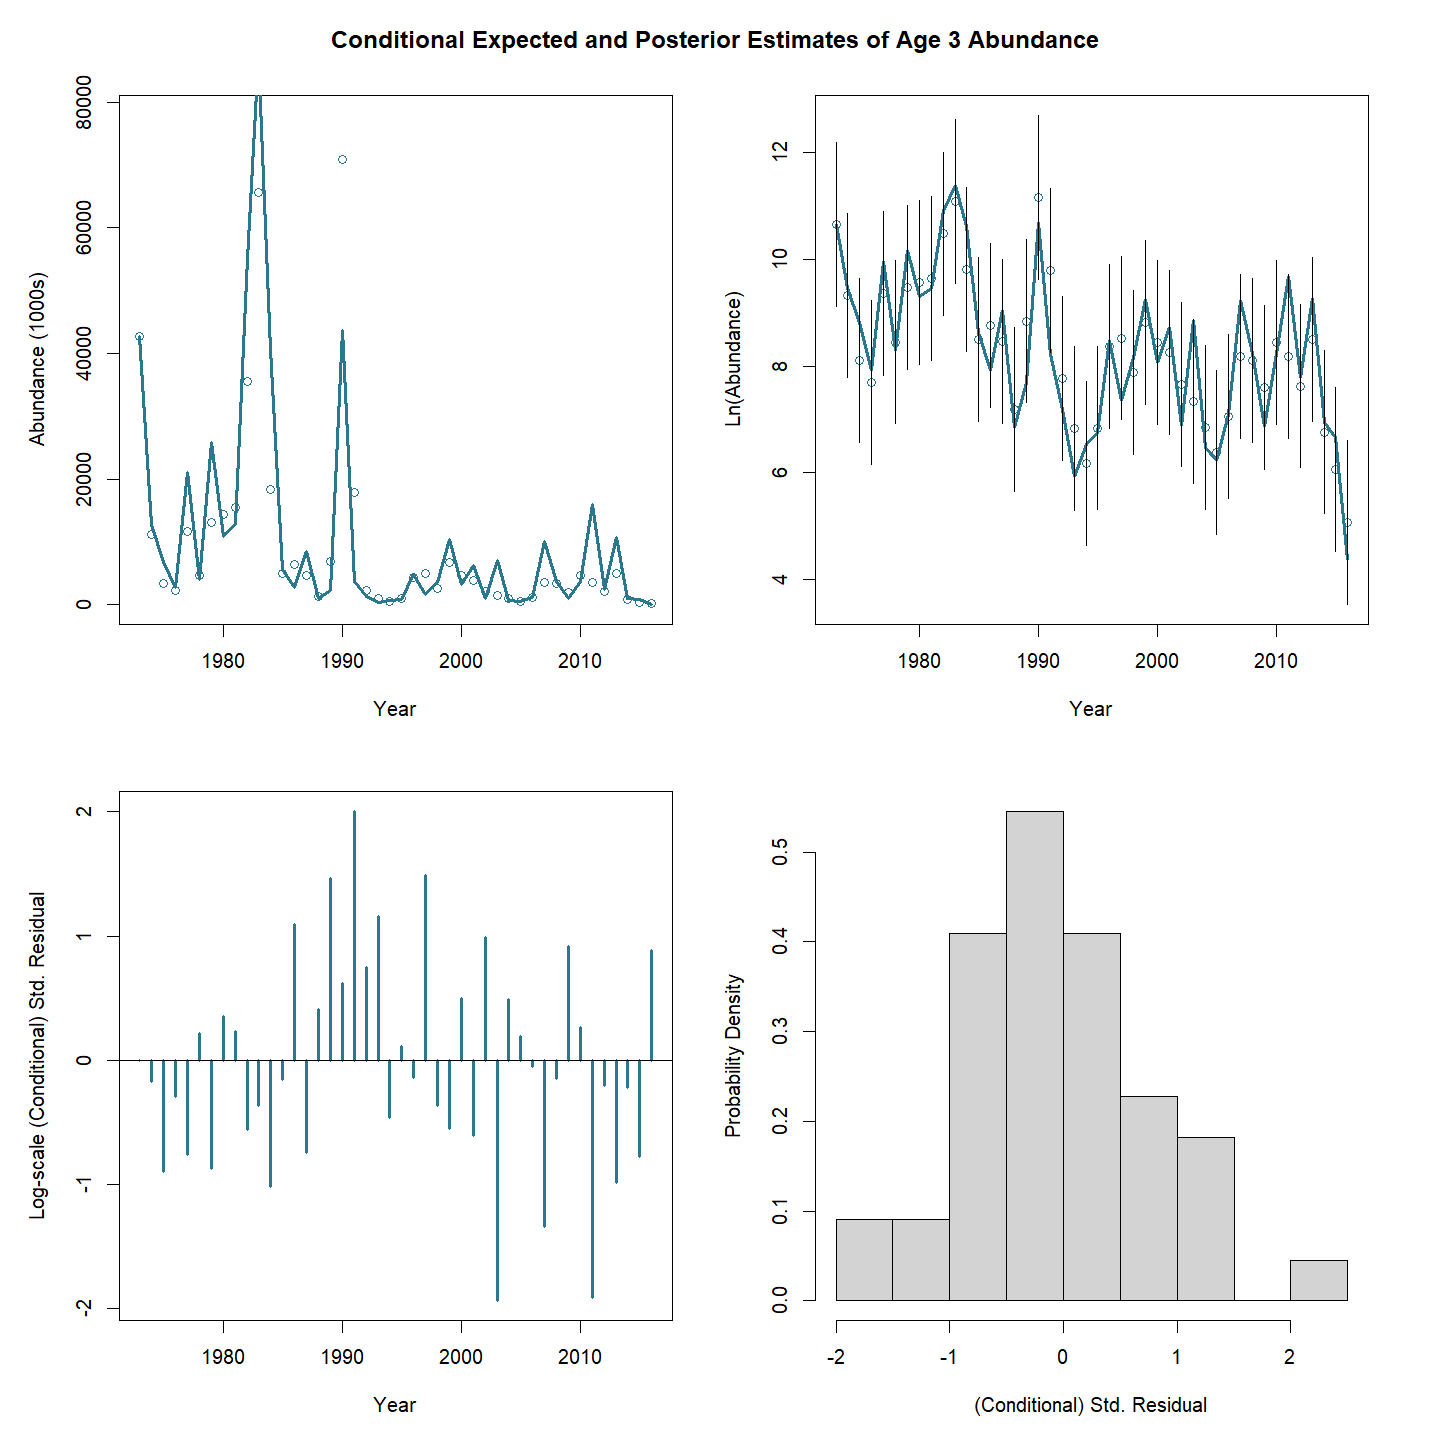 Conditional Expected and Posterior Estimates of Age 3 Abundance
Abundance (1000s)
80000
60000
40000
20000
0
1980 1990 2000 2010
Year
Ln(Abundance)
12
10
8
6
4
1980 1990 2000 2010
Year
Log-scale (Conditional) Std. Residual
2
1
0
-1
-2
1980 1990 2000 2010
Year
Probability Density
0.5
0.4
0.3
0.2
0.1
0.0
-2 -1 0 1 2
(Conditional) Std. Residual